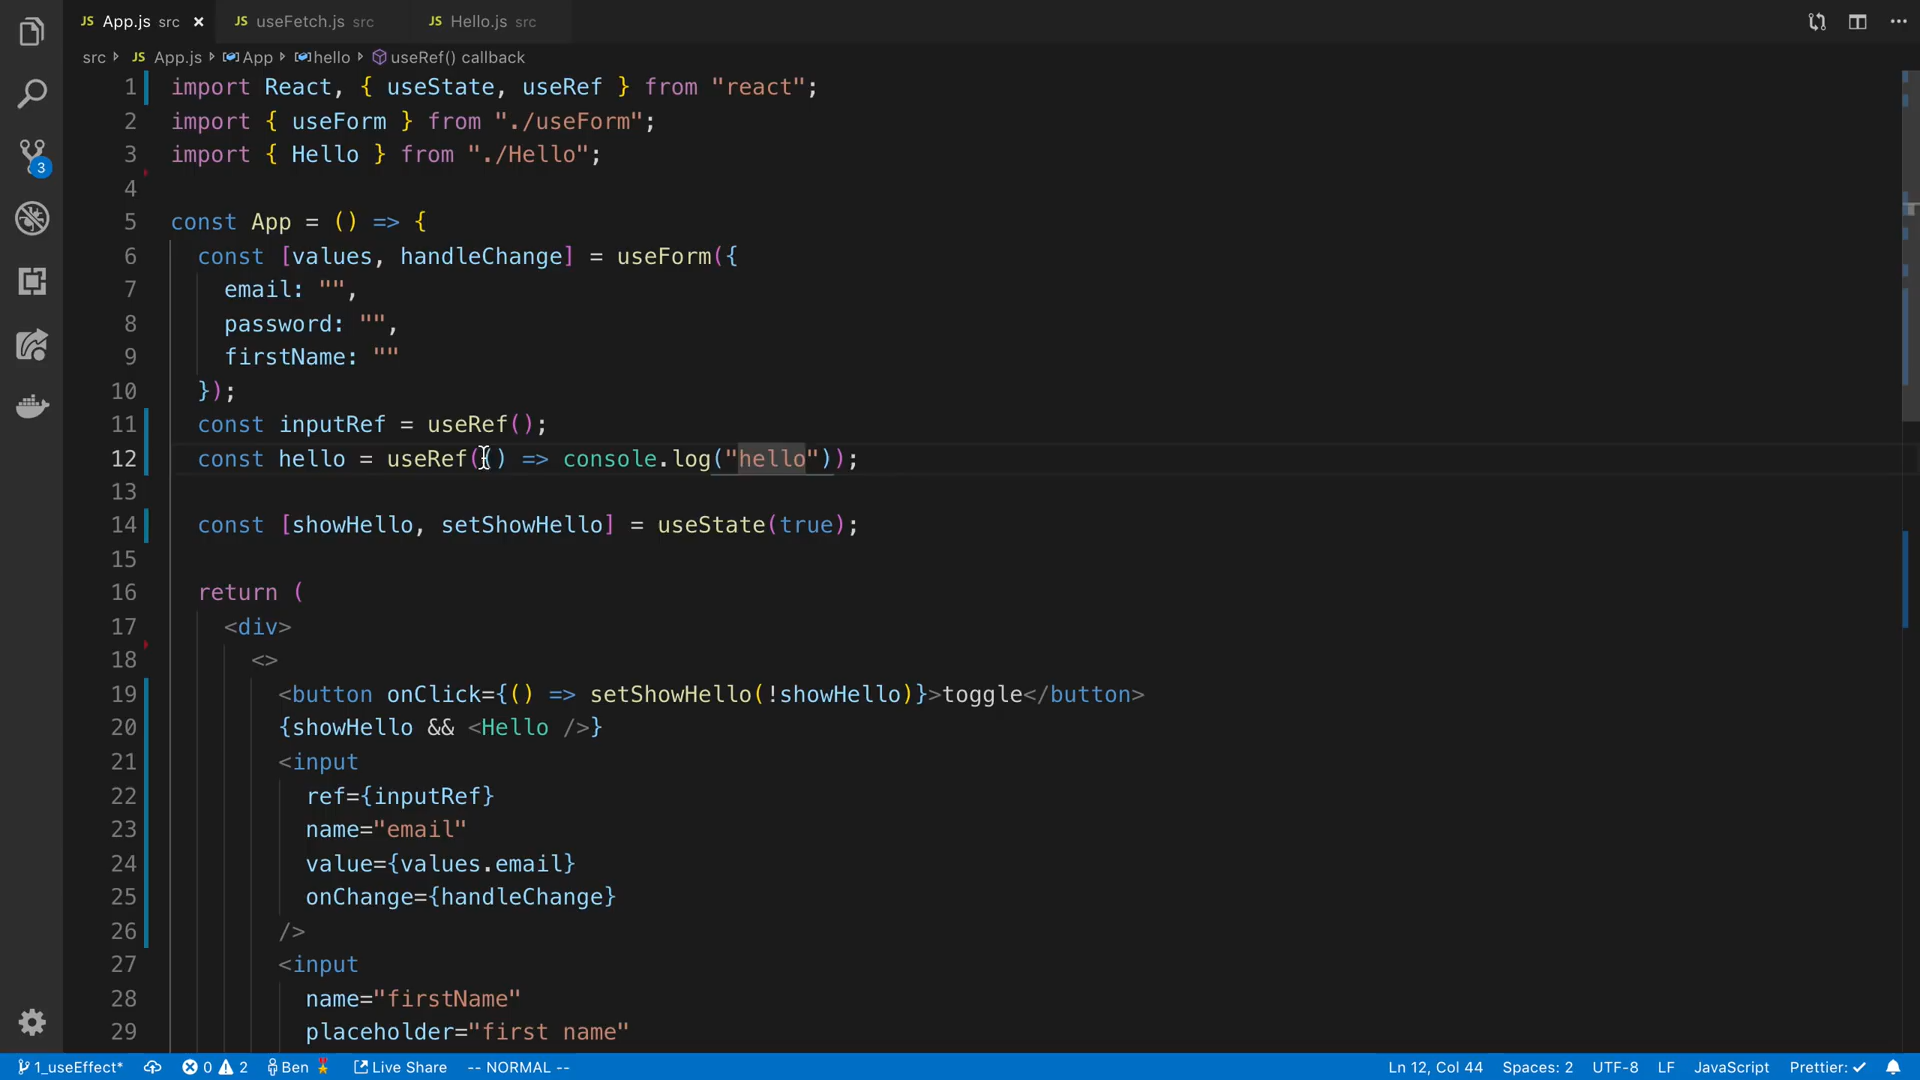 JS App.js src × JS useFetch.js src JS Hello.js src
src JS App.js App hello useRef() callback
1 import React, { useState, useRef } from "react";
2 import { useForm } from "./useForm";
3 import { Hello } from "./Hello";
4
5 const App = () => {
6 const [values, handleChange] = useForm({
7 email: "",
8 password: "",
9 firstName: ""
10 });
11 const inputRef = useRef();
12 const hello = useRef(() => console.log("hello"));
13
14 const [showHello, setShowHello] = useState(true);
15
16 return (
17 <div>
18 <>
19 <button onClick={() => setShowHello(!showHello)}>toggle</button>
20 {showHello && <Hello />}
21 <input
22 ref={inputRef}
23 name="email"
24 value={values.email}
25 onChange={handleChange}
26 />
27 <input
28 name="firstName"
29 placeholder="first name"
3
1_useEffect* 0 2 Ben Live Share -- NORMAL -- Ln 12, Col 44 Spaces: 2 UTF-8 LF JavaScript Prettier: ✓